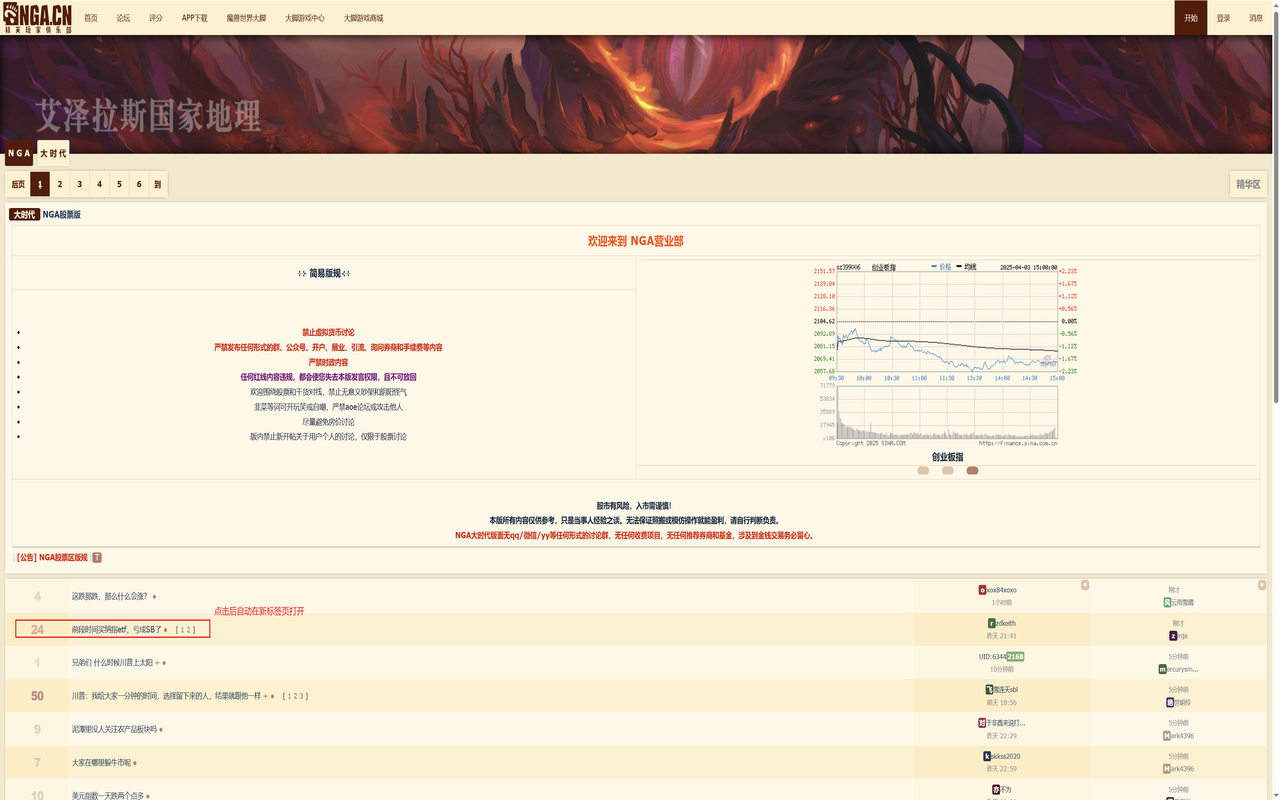 NGA.CN
精英玩家俱乐部
首页 论坛 评分 APP下载 魔兽世界大脚 大脚游戏中心 大脚游戏商城
开始 登录 消息
艾泽拉斯国家地理
NGA 大时代
后页 1 2 3 4 5 6 到
精华区
大时代 NGA股票版
欢迎来到 NGA营业部
简易版规
禁止虚拟货币讨论
严禁发布任何形式的群、公众号、开户、展业、引流、询问券商和手续费等内容
严禁时政内容
任何红线内容违规，都会使您失去本版发言权限，且不可放回
欢迎围绕股票和干货对线，禁止无意义吵架和阴阳怪气
韭菜等词可开玩笑或自嘲，严禁aoe论坛或攻击他人
尽量避免房价讨论
版内禁止新开帖关于用户个人的讨论，仅限于股票讨论
sz399006 创业板指 价格 均线 2025-04-03 15:00:00
2151.57 +2.23%
2139.84 +1.67%
2128.10 +1.12%
2116.36 +0.56%
2104.62 0.00%
2092.89 -0.56%
2081.15 -1.12%
2069.41 -1.67%
2057.68 -2.23%
09:30 10:00 10:30 11:30 13:30 14:00 14:30 15:00
71779
53834
35889
17945
x100
Copyright 2025 SINA.COM http://finance.sina.com.cn
创业板指
股市有风险，入市需谨慎！
本版所有内容仅供参考，只是当事人经验之谈。无法保证照搬或模仿操作就能盈利，请自行判断负责。
NGA大时代版面无qq/微信/yy等任何形式的讨论群，无任何收费项目，无任何推荐券商和基金，涉及到金钱交易务必留心。
[公告] NGA股票区版规 T
4 这跌那跌，那么什么会涨？ xox84xoxo 刚才
1小时前 云雨雪晴
点击后自动在新标签页打开
24 前段时间买纳指etf，亏成SB了 [ 1 2 ] rzdkeith 刚才
昨天 21:41 zinja
1 兄弟们 什么时候川普上太阳 + UID:63442168 5分钟前
10分钟前 mercurysm...
50 川普：我给大家一分钟的时间，选择留下来的人，结果就跟他一样 + [ 1 2 3 ] 飞雪连天sbl 5分钟前
前天 18:56
9 泥潭里没人关注农产品板块吗 对于非酋来说打... 5分钟前
昨天 22:29 Mark4396
7 大家在哪里躲牛市呢 kkkss2020 5分钟前
昨天 22:59 Mark4396
10 美元指数一天跌两个点多 亦不为 5分钟前